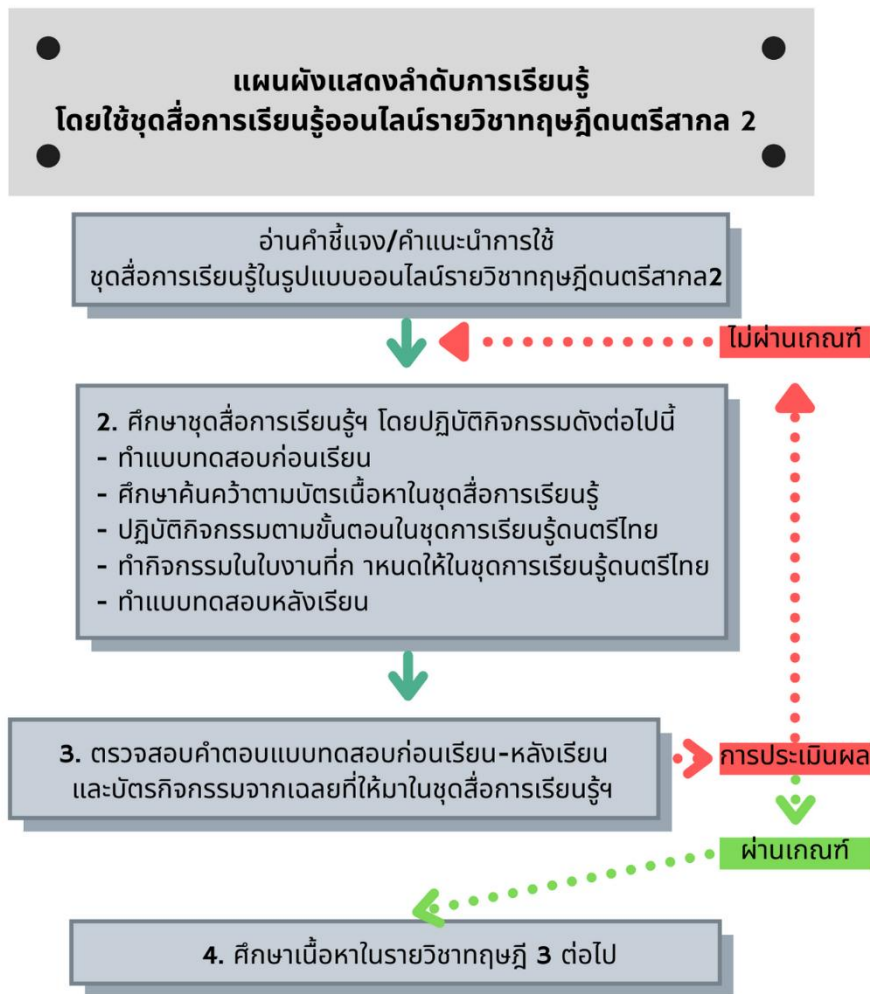 แผนผังแสดงลำดับการเรียนรู้
โดยใช้ชุดสื่อการเรียนรู้ออนไลน์รายวิชาทฤษฎีดนตรีสากล 2
อ่านคำชี้แจง/คำแนะนำการใช้
ชุดสื่อการเรียนรู้ในรูปแบบออนไลน์รายวิชาทฤษฎีดนตรีสากล2
ไม่ผ่านเกณฑ์
2. ศึกษาชุดสื่อการเรียนรู้ฯ โดยปฏิบัติกิจกรรมดังต่อไปนี้
- ทำแบบทดสอบก่อนเรียน
- ศึกษาค้นคว้าตามบัตรเนื้อหาในชุดสื่อการเรียนรู้
- ปฏิบัติกิจกรรมตามขั้นตอนในชุดการเรียนรู้ดนตรีไทย
- ทำกิจกรรมในใบงานที่ก าหนดให้ในชุดการเรียนรู้ดนตรีไทย
- ทำแบบทดสอบหลังเรียน
3. ตรวจสอบคำตอบแบบทดสอบก่อนเรียน-หลังเรียน
และบัตรกิจกรรมจากเฉลยที่ให้มาในชุดสื่อการเรียนรู้ฯ
การประเมินผล
ผ่านเกณฑ์
4. ศึกษาเนื้อหาในรายวิชาทฤษฎี 3 ต่อไป